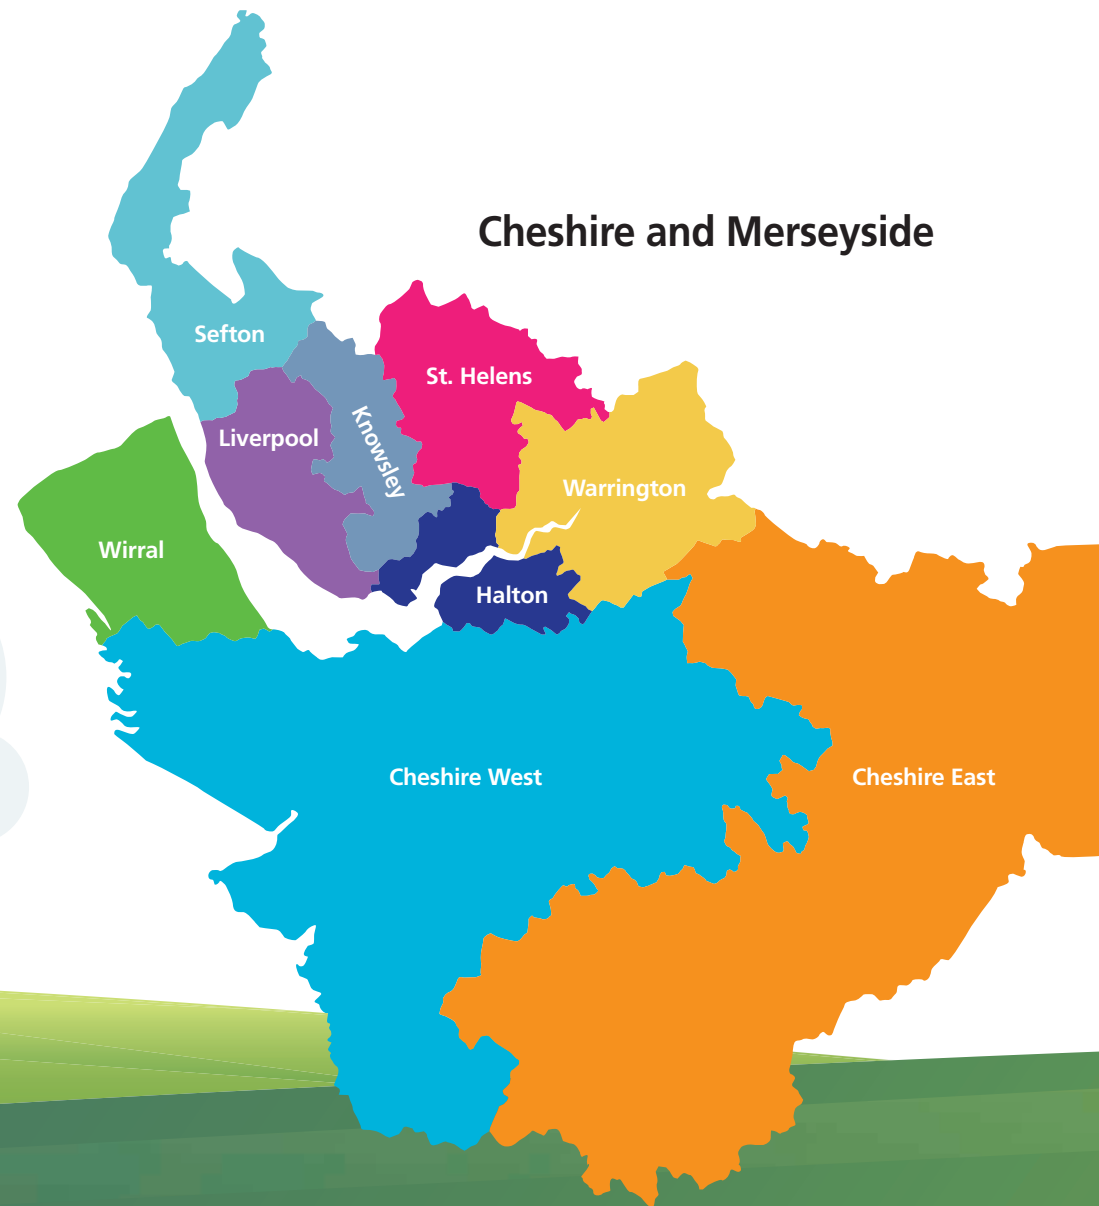 Cheshire and Merseyside
Sefton
St. Helens
Knowsley
Liverpool
Warrington
Wirral
Halton
Cheshire West
Cheshire East